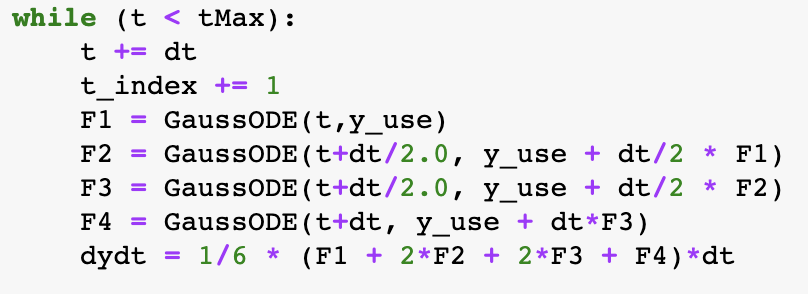 while (t < tMax):
    t += dt
    t_index += 1
    F1 = GaussODE(t,y_use)
    F2 = GaussODE(t+dt/2.0, y_use + dt/2 * F1)
    F3 = GaussODE(t+dt/2.0, y_use + dt/2 * F2)
    F4 = GaussODE(t+dt, y_use + dt*F3)
    dydt = 1/6 * (F1 + 2*F2 + 2*F3 + F4)*dt